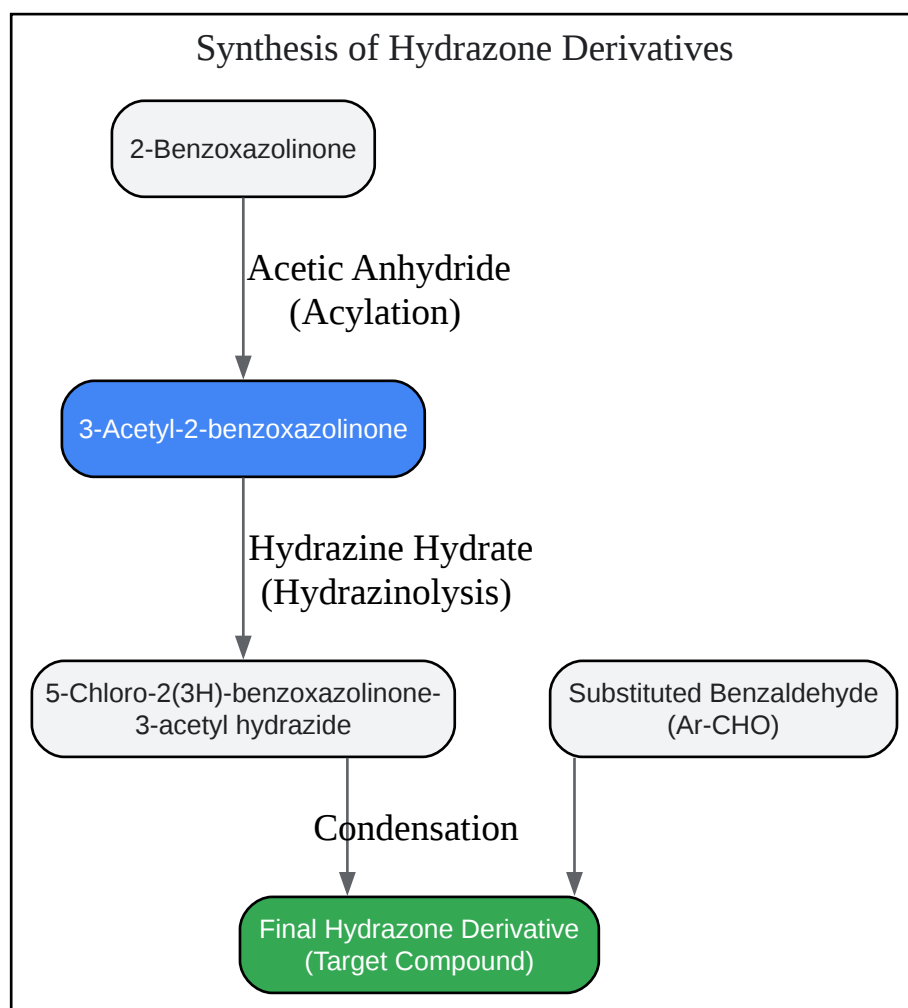 Synthesis of Hydrazone Derivatives
2-Benzoxazolinone
Acetic Anhydride
(Acylation)
3-Acetyl-2-benzoxazolinone
Hydrazine Hydrate
(Hydrazinolysis)
5-Chloro-2(3H)-benzoxazolinone-
3-acetyl hydrazide
Substituted Benzaldehyde
(Ar-CHO)
Condensation
Final Hydrazone Derivative
(Target Compound)